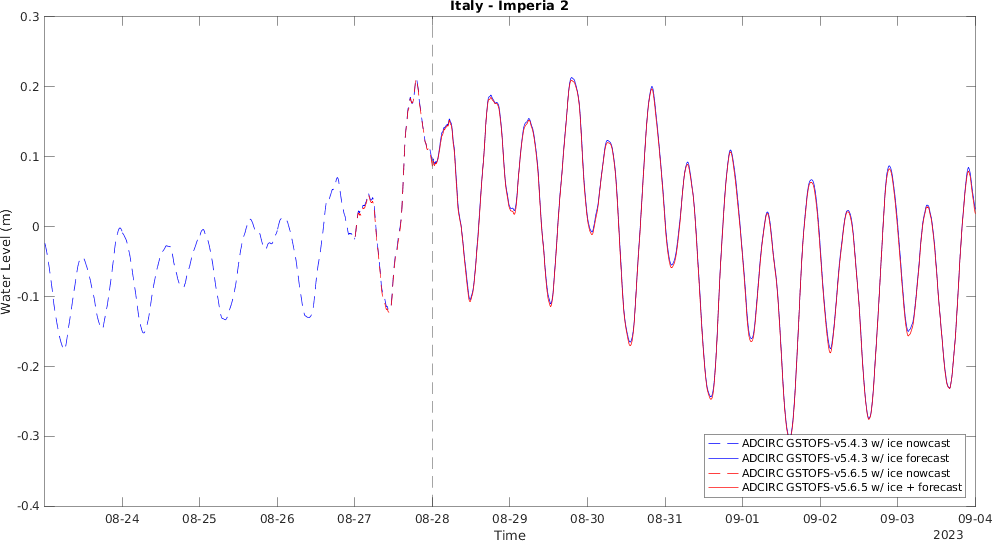 Italy - Imperia 2
0.3
0.2
0.1
0
-0.1
-0.2
-0.3
-0.4
Water Level (m)
ADCIRC GSTOFS-v5.4.3 w/ ice nowcast
ADCIRC GSTOFS-v5.4.3 w/ ice forecast
ADCIRC GSTOFS-v5.6.5 w/ ice nowcast
ADCIRC GSTOFS-v5.6.5 w/ ice + forecast
08-24 08-25 08-26 08-27 08-28 08-29 08-30 08-31 09-01 09-02 09-03 09-04
Time
2023